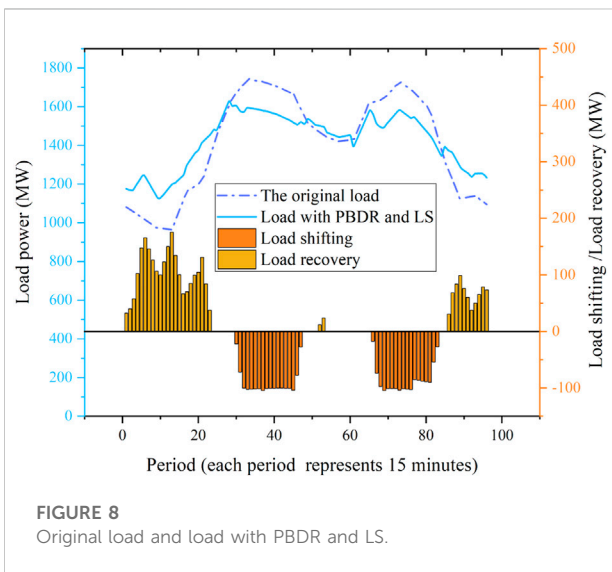 1800
1600
1400
1200
1000
800
600
400
200
0
Load power (MW)
500
400
300
200
100
0
-100
Load shifting /Load recovery (MW)
The original load
Load with PBDR and LS
Load shifting
Load recovery
0 20 40 60 80 100
Period (each period represents 15 minutes)
FIGURE 8
Original load and load with PBDR and LS.